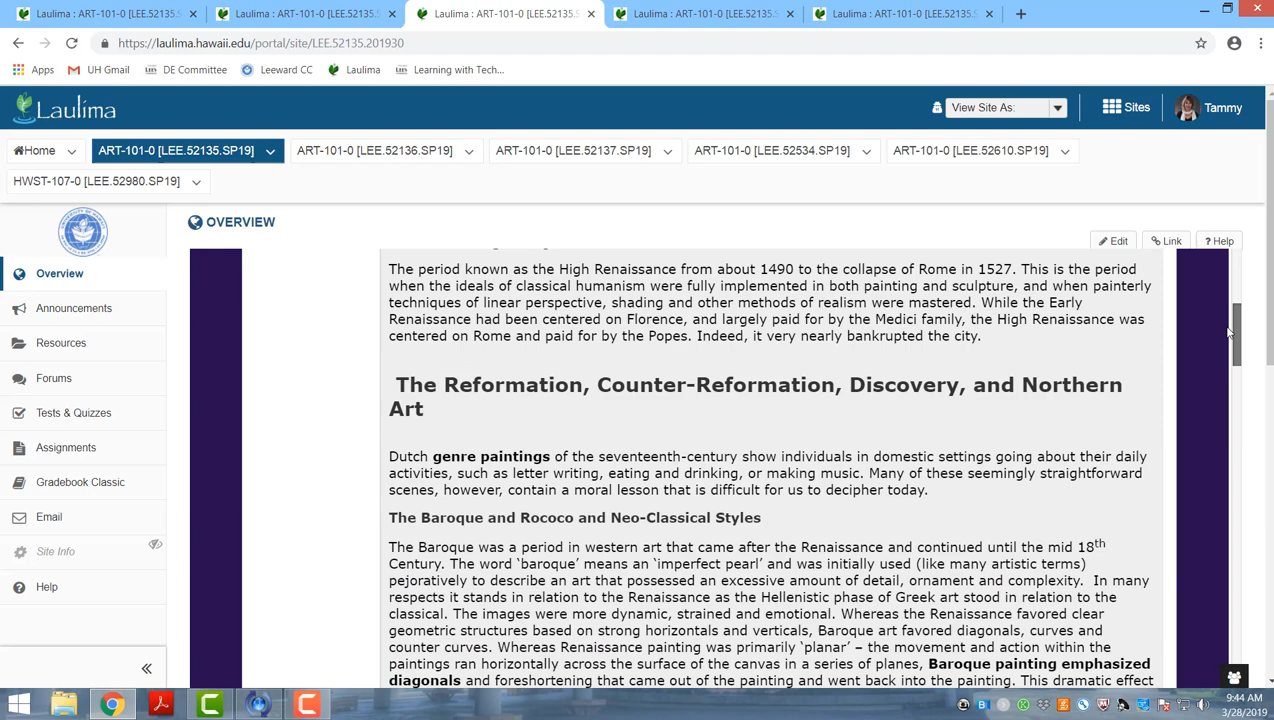 Laulima : ART-101-0 [LEE.52135.S Laulima : ART-101-0 [LEE.52135.S Laulima : ART-101-0 [LEE.52135.S Laulima : ART-101-0 [LEE.52135.S Laulima : ART-101-0 [LEE.52135.S
https://laulima.hawaii.edu/portal/site/LEE.52135.201930
Apps UH Gmail DE Committee Leeward CC Laulima Learning with Tech...
Laulima View Site As: Sites Tammy
Home ART-101-0 [LEE.52135.SP19] ART-101-0 [LEE.52136.SP19] ART-101-0 [LEE.52137.SP19] ART-101-0 [LEE.52534.SP19] ART-101-0 [LEE.52610.SP19]
HWST-107-0 [LEE.52980.SP19]
OVERVIEW
Edit Link ? Help
Overview
Announcements
Resources
Forums
Tests & Quizzes
Assignments
Gradebook Classic
Email
Site Info
Help
The period known as the High Renaissance from about 1490 to the collapse of Rome in 1527. This is the period
when the ideals of classical humanism were fully implemented in both painting and sculpture, and when painterly
techniques of linear perspective, shading and other methods of realism were mastered. While the Early
Renaissance had been centered on Florence, and largely paid for by the Medici family, the High Renaissance was
centered on Rome and paid for by the Popes. Indeed, it very nearly bankrupted the city.
The Reformation, Counter-Reformation, Discovery, and Northern
Art
Dutch genre paintings of the seventeenth-century show individuals in domestic settings going about their daily
activities, such as letter writing, eating and drinking, or making music. Many of these seemingly straightforward
scenes, however, contain a moral lesson that is difficult for us to decipher today.
The Baroque and Rococo and Neo-Classical Styles
The Baroque was a period in western art that came after the Renaissance and continued until the mid 18th
Century. The word ‘baroque’ means an ‘imperfect pearl’ and was initially used (like many artistic terms)
pejoratively to describe an art that possessed an excessive amount of detail, ornament and complexity. In many
respects it stands in relation to the Renaissance as the Hellenistic phase of Greek art stood in relation to the
classical. The images were more dynamic, strained and emotional. Whereas the Renaissance favored clear
geometric structures based on strong horizontals and verticals, Baroque art favored diagonals, curves and
counter curves. Whereas Renaissance painting was primarily ‘planar’ – the movement and action within the
paintings ran horizontally across the surface of the canvas in a series of planes, Baroque painting emphasized
diagonals and foreshortening that came out of the painting and went back into the painting. This dramatic effect
9:44 AM
3/28/2019